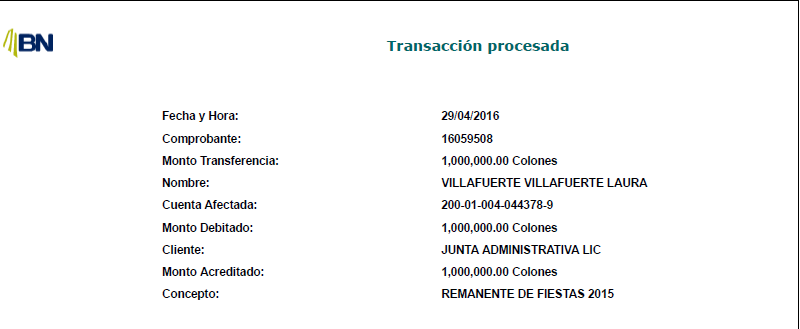 BN
Transacción procesada
Fecha y Hora: 29/04/2016
Comprobante: 16059508
Monto Transferencia: 1,000,000.00 Colones
Nombre: VILLAFUERTE VILLAFUERTE LAURA
Cuenta Afectada: 200-01-004-044378-9
Monto Debitado: 1,000,000.00 Colones
Cliente: JUNTA ADMINISTRATIVA LIC
Monto Acreditado: 1,000,000.00 Colones
Concepto: REMANENTE DE FIESTAS 2015